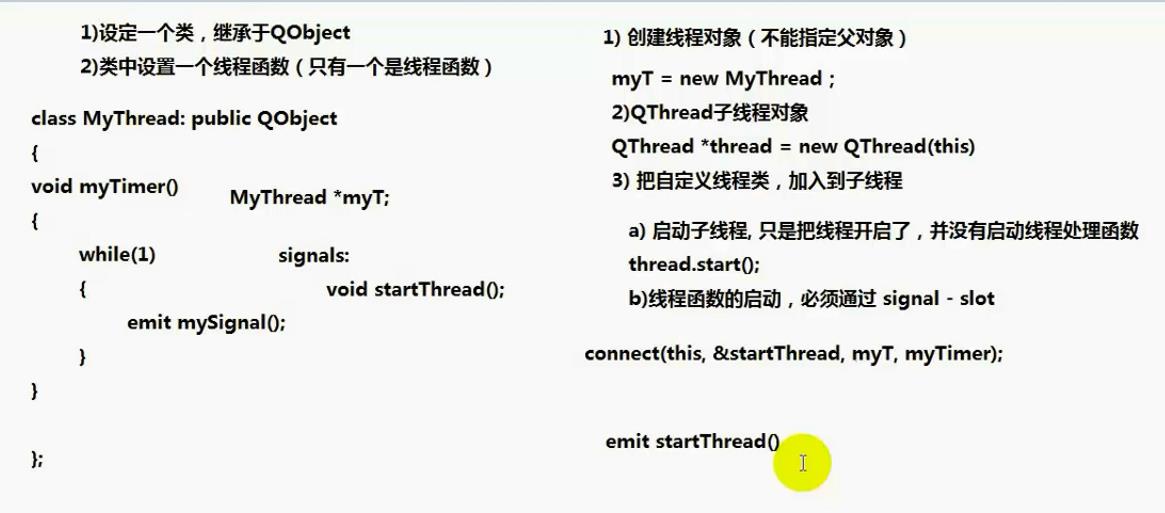 1)设定一个类，继承于QObject
2)类中设置一个线程函数（只有一个是线程函数）
class MyThread: public QObject
{
void myTimer()
{
while(1)
{
emit mySignal();
}
}
};
MyThread *myT;
signals:
void startThread();
1) 创建线程对象（不能指定父对象）
myT = new MyThread ;
2)QThread子线程对象
QThread *thread = new QThread(this)
3) 把自定义线程类，加入到子线程
a) 启动子线程, 只是把线程开启了，并没有启动线程处理函数
thread.start();
b)线程函数的启动，必须通过 signal - slot
connect(this, &startThread, myT, myTimer);
emit startThread()